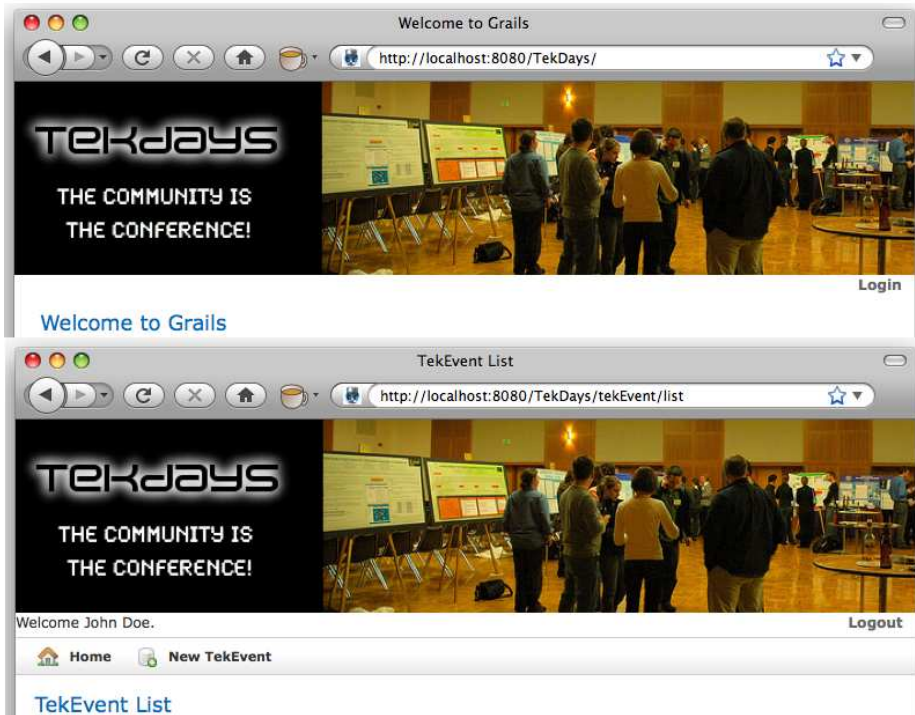 Welcome to Grails
http://localhost:8080/TekDays/
TekDays
THE COMMUNITY IS
THE CONFERENCE!
Login
Welcome to Grails
TekEvent List
http://localhost:8080/TekDays/tekEvent/list
TekDays
THE COMMUNITY IS
THE CONFERENCE!
Welcome John Doe.
Logout
Home
New TekEvent
TekEvent List